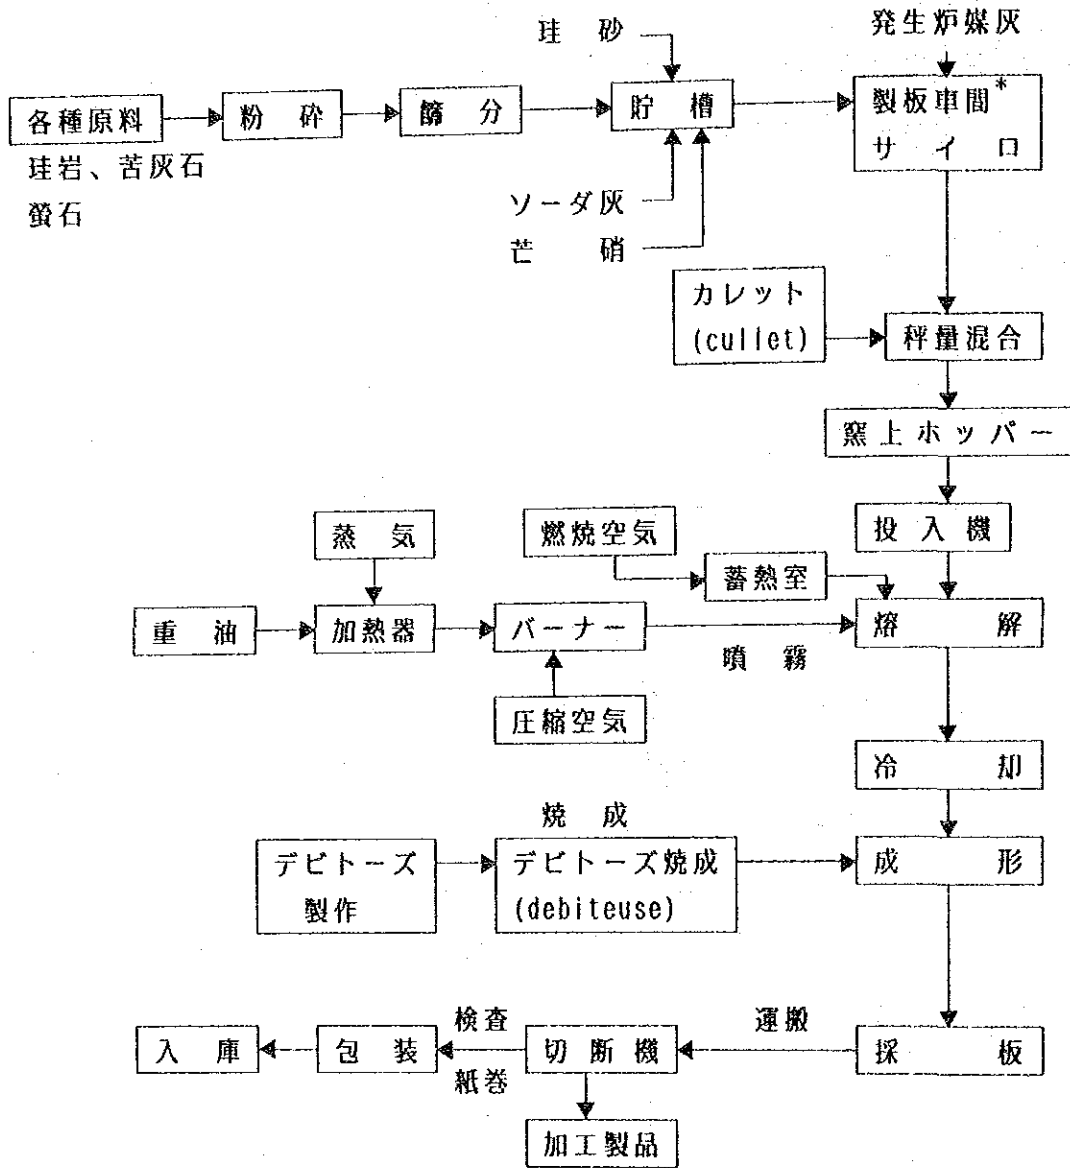 珪 砂
発生炉媒灰
各種原料
粉 砕
篩 分
貯 槽
製板車間*
サ イ ロ
珪岩、苦灰石
螢石
ソーダ灰
芒 硝
カレット
(cullet)
秤量混合
窯上ホッパー
投 入 機
蒸 気
燃焼空気
蓄熱室
重 油
加熱器
バーナー
噴 霧
熔 解
圧縮空気
冷 却
焼 成
デビトーズ
製作
デビトーズ焼成
(debiteuse)
成 形
入 庫
包 装
検査
紙巻
切断機
運搬
採 板
加工製品